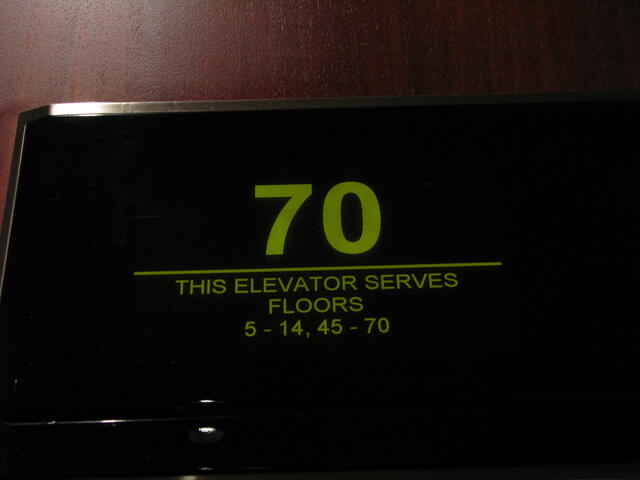 70
THIS ELEVATOR SERVES
FLOORS
5 - 14, 45 - 70